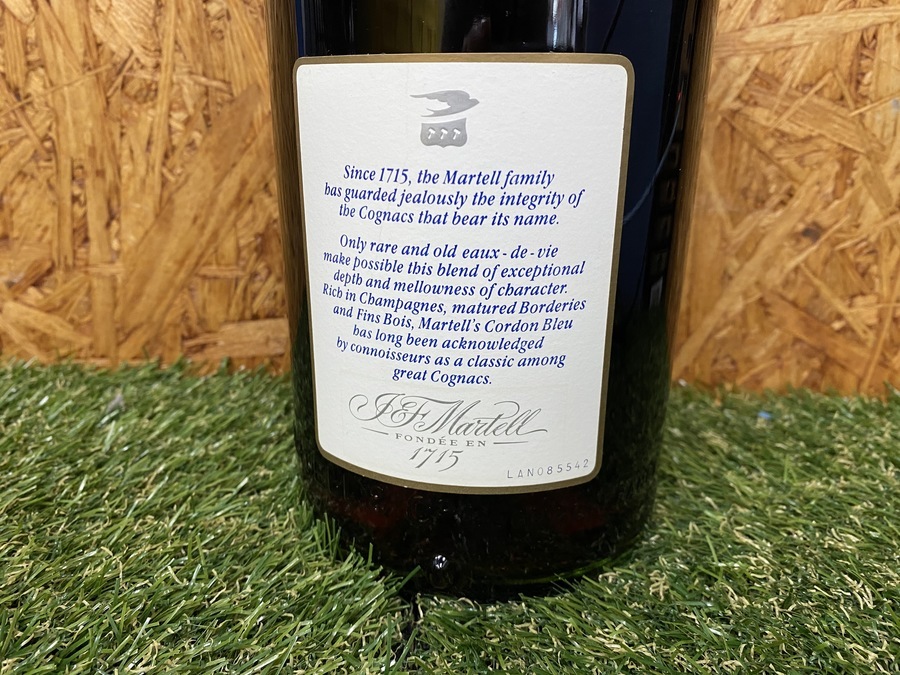 Since 1715, the Martell family
has guarded jealously the integrity of
the Cognacs that bear its name.
Only rare and old eaux-de-vie
make possible this blend of exceptional
depth and mellowness of character.
Rich in Champagnes, matured Borderies
and Fins Bois, Martell's Cordon Bleu
has long been acknowledged
by connoisseurs as a classic among
great Cognacs.
J&F Martell
FONDÉE EN
1715
LAN085542